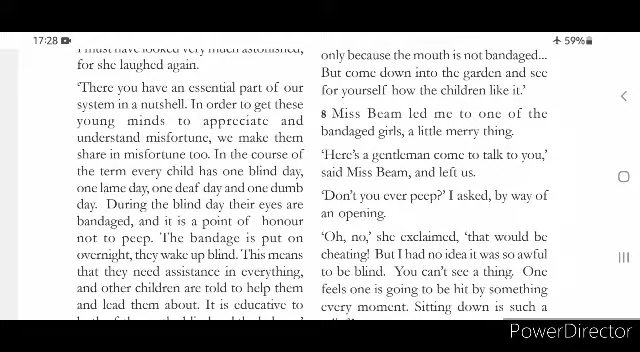 17:28
59%
I must have looked very much astonished,
for she laughed again.
'There you have an essential part of our
system in a nutshell. In order to get these
young minds to appreciate and
understand misfortune, we make them
share in misfortune too. In the course of
the term every child has one blind day,
one lame day, one deaf day and one dumb
day. During the blind day their eyes are
bandaged, and it is a point of honour
not to peep. The bandage is put on
overnight, they wake up blind. This means
that they need assistance in everything,
and other children are told to help them
and lead them about. It is educative to
only because the mouth is not bandaged...
But come down into the garden and see
for yourself how the children like it.'
8 Miss Beam led me to one of the
bandaged girls, a little merry thing.
'Here's a gentleman come to talk to you,'
said Miss Beam, and left us.
'Don't you ever peep?' I asked, by way of
an opening.
'Oh, no,' she exclaimed, 'that would be
cheating! But I had no idea it was so awful
to be blind. You can't see a thing. One
feels one is going to be hit by something
every moment. Sitting down is such a
PowerDirector